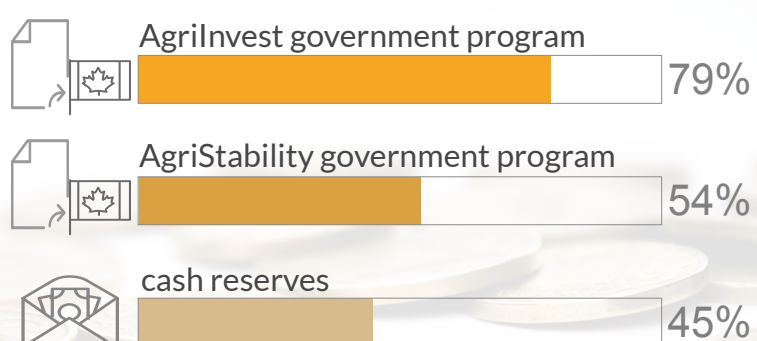 AgriInvest government program
79%
AgriStability government program
54%
cash reserves
45%